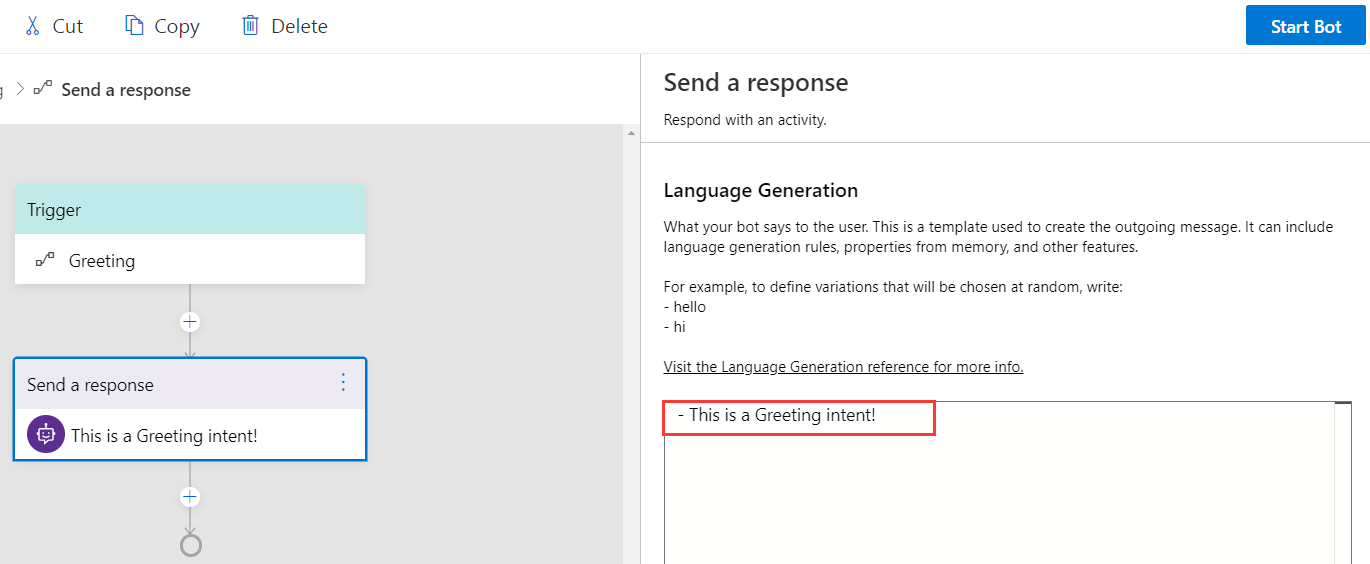 Cut Copy Delete Start Bot
g > Send a response
Trigger
Greeting
Send a response
This is a Greeting intent!
Send a response
Respond with an activity.
Language Generation
What your bot says to the user. This is a template used to create the outgoing message. It can include
language generation rules, properties from memory, and other features.
For example, to define variations that will be chosen at random, write:
- hello
- hi
Visit the Language Generation reference for more info.
- This is a Greeting intent!